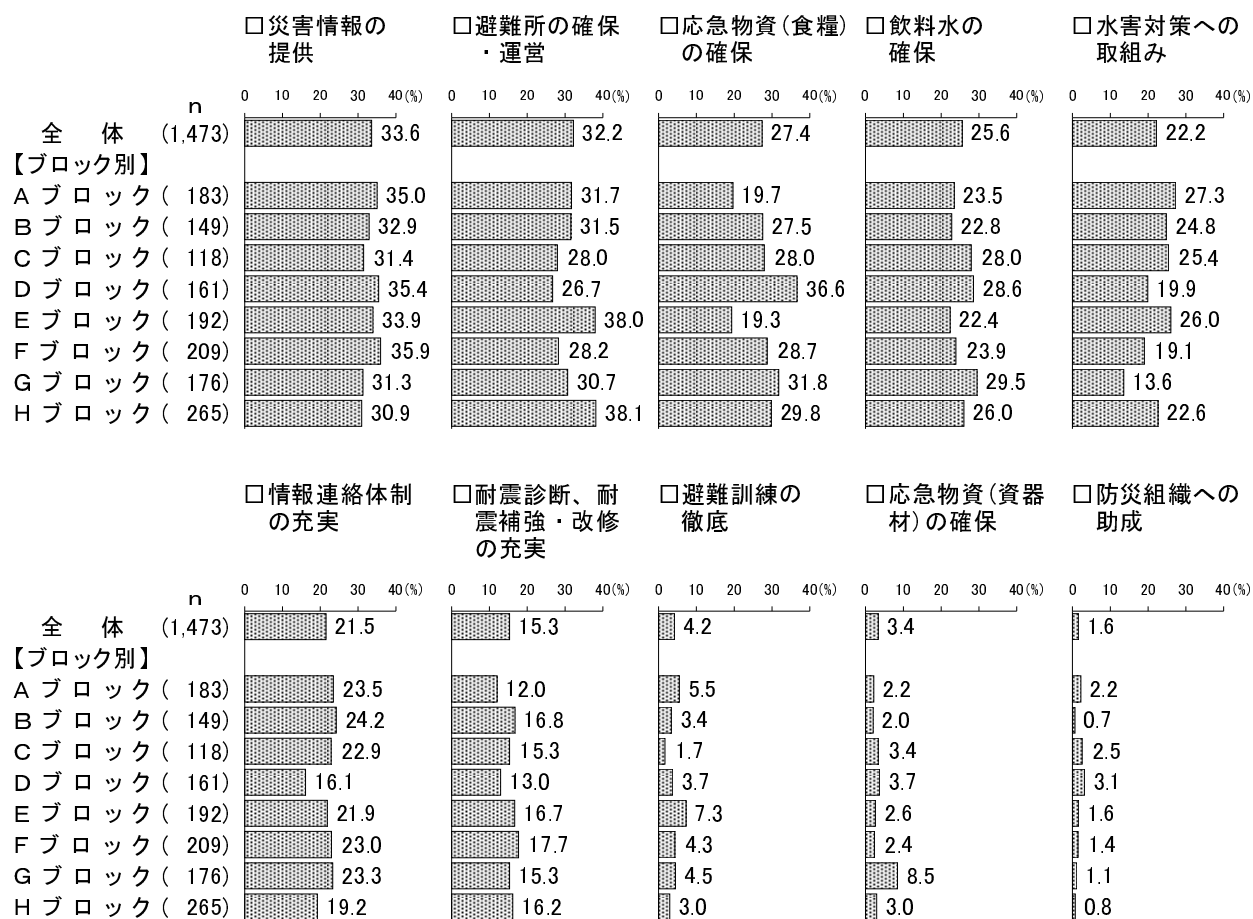 □災害情報の
提供
□避難所の確保
・運営
□応急物資(食糧)
の確保
□飲料水の
確保
□水害対策への
取組み
n
0 10 20 30 40(%) 0 10 20 30 40(%) 0 10 20 30 40(%) 0 10 20 30 40(%) 0 10 20 30 40(%)
全体 (1,473) 33.6 32.2 27.4 25.6 22.2
【ブロック別】
Aブロック( 183) 35.0 31.7 19.7 23.5 27.3
Bブロック( 149) 32.9 31.5 27.5 22.8 24.8
Cブロック( 118) 31.4 28.0 28.0 28.0 25.4
Dブロック( 161) 35.4 26.7 36.6 28.6 19.9
Eブロック( 192) 33.9 38.0 19.3 22.4 26.0
Fブロック( 209) 35.9 28.2 28.7 23.9 19.1
Gブロック( 176) 31.3 30.7 31.8 29.5 13.6
Hブロック( 265) 30.9 38.1 29.8 26.0 22.6
□情報連絡体制
の充実
□耐震診断、耐
震補強・改修
の充実
□避難訓練の
徹底
□応急物資(資器
材)の確保
□防災組織への
助成
n
0 10 20 30 40(%) 0 10 20 30 40(%) 0 10 20 30 40(%) 0 10 20 30 40(%) 0 10 20 30 40(%)
全体 (1,473) 21.5 15.3 4.2 3.4 1.6
【ブロック別】
Aブロック( 183) 23.5 12.0 5.5 2.2 2.2
Bブロック( 149) 24.2 16.8 3.4 2.0 0.7
Cブロック( 118) 22.9 15.3 1.7 3.4 2.5
Dブロック( 161) 16.1 13.0 3.7 3.7 3.1
Eブロック( 192) 21.9 16.7 7.3 2.6 1.6
Fブロック( 209) 23.0 17.7 4.3 2.4 1.4
Gブロック( 176) 23.3 15.3 4.5 8.5 1.1
Hブロック( 265) 19.2 16.2 3.0 3.0 0.8